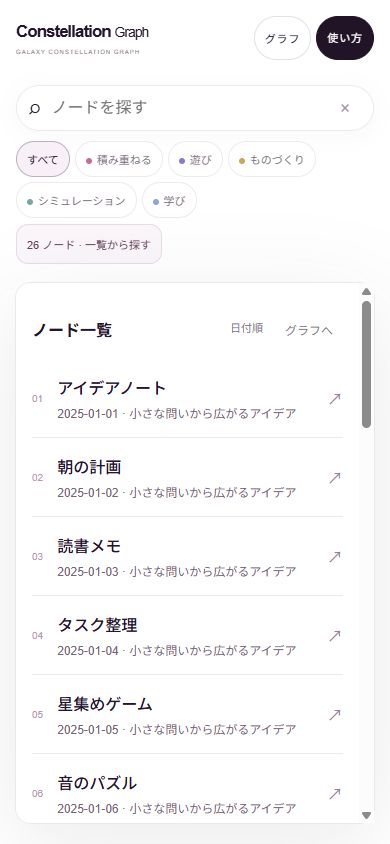 Constellation Graph
GALAXY CONSTELLATION GRAPH
グラフ
使い方
ノードを探す
×
すべて
積み重ねる
遊び
ものづくり
シミュレーション
学び
26 ノード · 一覧から探す
ノード一覧
日付順
グラフへ
01
アイデアノート
2025-01-01 · 小さな問いから広がるアイデア
↗
02
朝の計画
2025-01-02 · 小さな問いから広がるアイデア
↗
03
読書メモ
2025-01-03 · 小さな問いから広がるアイデア
↗
04
タスク整理
2025-01-04 · 小さな問いから広がるアイデア
↗
05
星集めゲーム
2025-01-05 · 小さな問いから広がるアイデア
↗
06
音のパズル
2025-01-06 · 小さな問いから広がるアイデア
↗